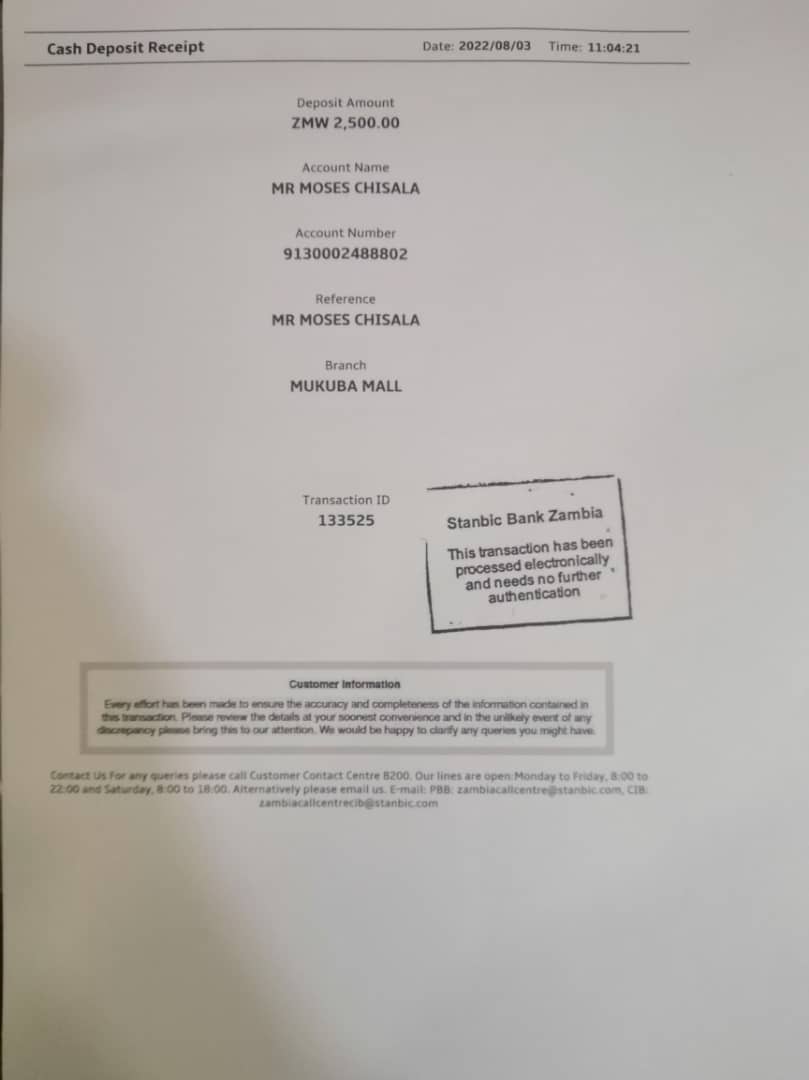 Cash Deposit Receipt Date: 2022/08/03 Time: 11:04:21
Deposit Amount
ZMW 2,500.00
Account Name
MR MOSES CHISALA
Account Number
9130002488802
Reference
MR MOSES CHISALA
Branch
MUKUBA MALL
Transaction ID
133525
Stanbic Bank Zambia
This transaction has been
processed electronically
and needs no further
authentication
Customer Information
Every effort has been made to ensure the accuracy and completeness of the information contained in
this transaction. Please review the details at your soonest convenience and in the unlikely event of any
discrepancy please bring this to our attention. We would be happy to clarify any queries you might have.
Contact Us For any queries please call Customer Contact Centre 8200. Our lines are open Monday to Friday, 8:00 to
22:00 and Saturday, 8:00 to 18:00. Alternatively please email us. E-mail: PBB: zambiacallcentre@stanbic.com, CIB:
zambiacallcentrecib@stanbic.com